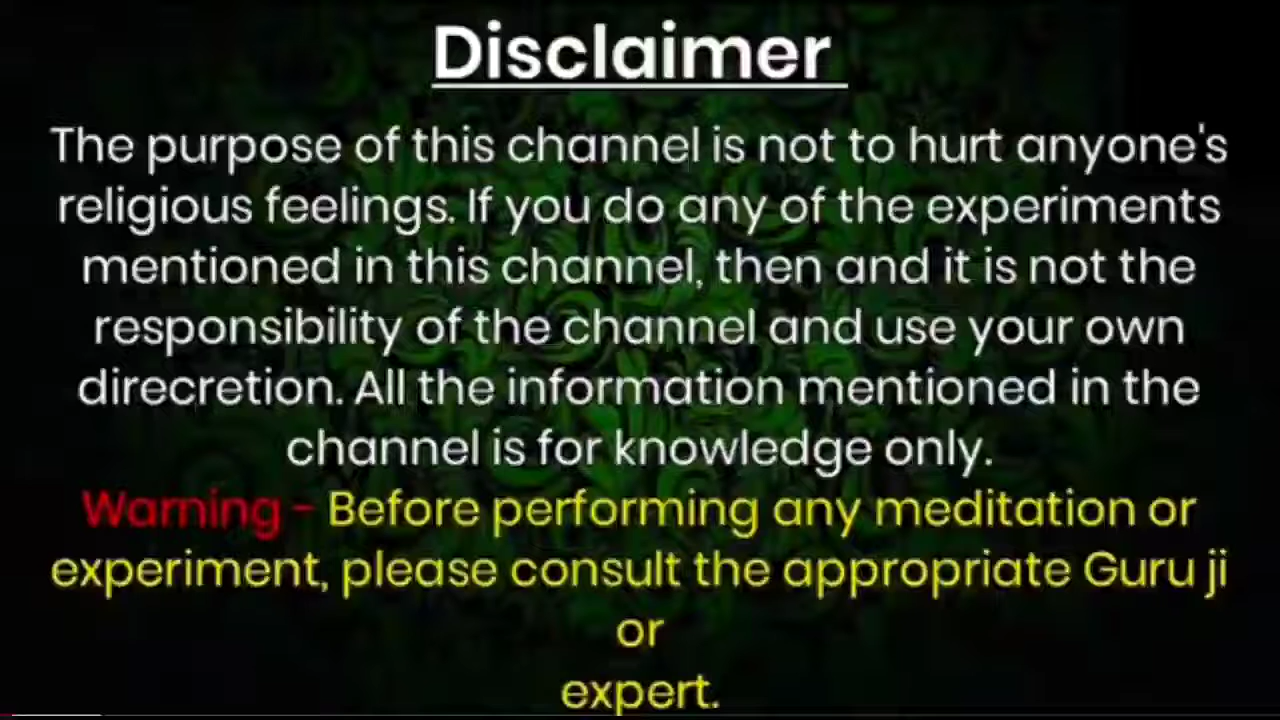 Disclaimer
The purpose of this channel is not to hurt anyone's
religious feelings. If you do any of the experiments
mentioned in this channel, then and it is not the
responsibility of the channel and use your own
direcretion. All the information mentioned in the
channel is for knowledge only.
Warning - Before performing any meditation or
experiment, please consult the appropriate Guru ji
or
expert.